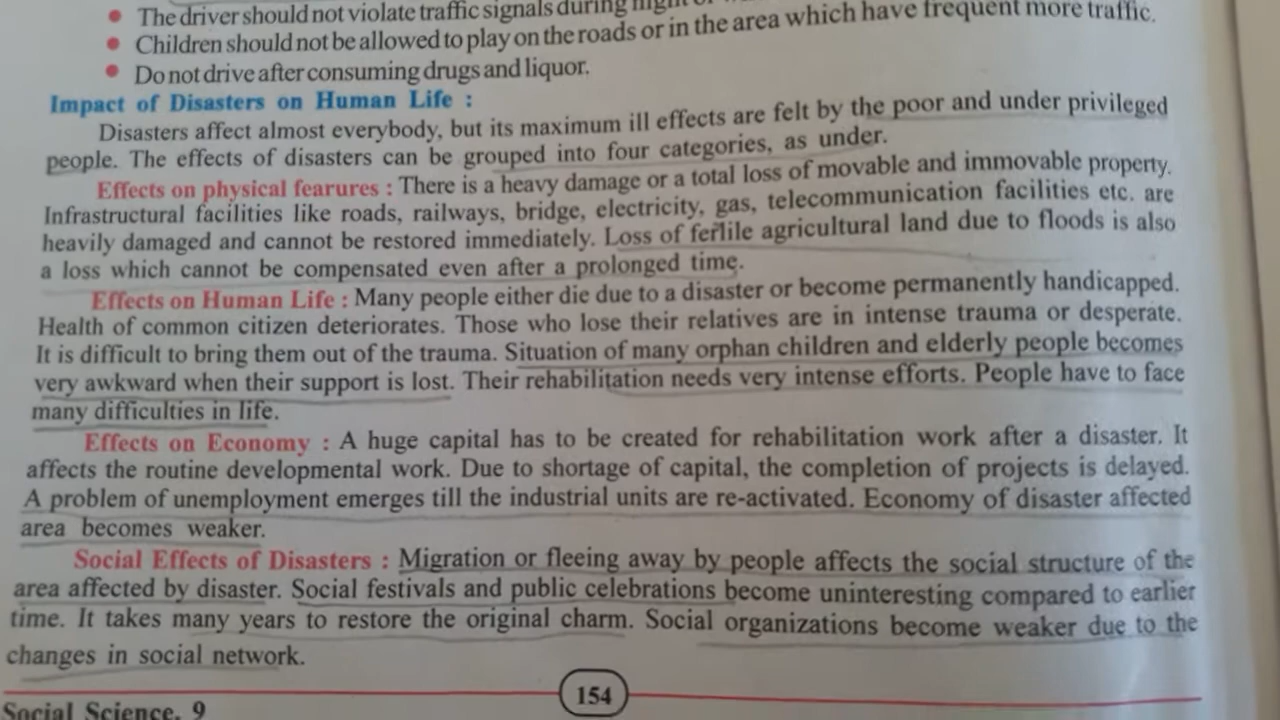 ● The driver should not violate traffic signals during
● Children should not be allowed to play on the roads or in the area which have frequent more traffic.
● Do not drive after consuming drugs and liquor.
Impact of Disasters on Human Life :
Disasters affect almost everybody, but its maximum ill effects are felt by the poor and under privileged
people. The effects of disasters can be grouped into four categories, as under.
Effects on physical fearures : There is a heavy damage or a total loss of movable and immovable property.
Infrastructural facilities like roads, railways, bridge, electricity, gas, telecommunication facilities etc. are
heavily damaged and cannot be restored immediately. Loss of ferlile agricultural land due to floods is also
a loss which cannot be compensated even after a prolonged time.
Effects on Human Life : Many people either die due to a disaster or become permanently handicapped.
Health of common citizen deteriorates. Those who lose their relatives are in intense trauma or desperate.
It is difficult to bring them out of the trauma. Situation of many orphan children and elderly people becomes
very awkward when their support is lost. Their rehabilitation needs very intense efforts. People have to face
many difficulties in life.
Effects on Economy : A huge capital has to be created for rehabilitation work after a disaster. It
affects the routine developmental work. Due to shortage of capital, the completion of projects is delayed.
A problem of unemployment emerges till the industrial units are re-activated. Economy of disaster affected
area becomes weaker.
Social Effects of Disasters : Migration or fleeing away by people affects the social structure of the
area affected by disaster. Social festivals and public celebrations become uninteresting compared to earlier
time. It takes many years to restore the original charm. Social organizations become weaker due to the
changes in social network.
154
Social Science, 9